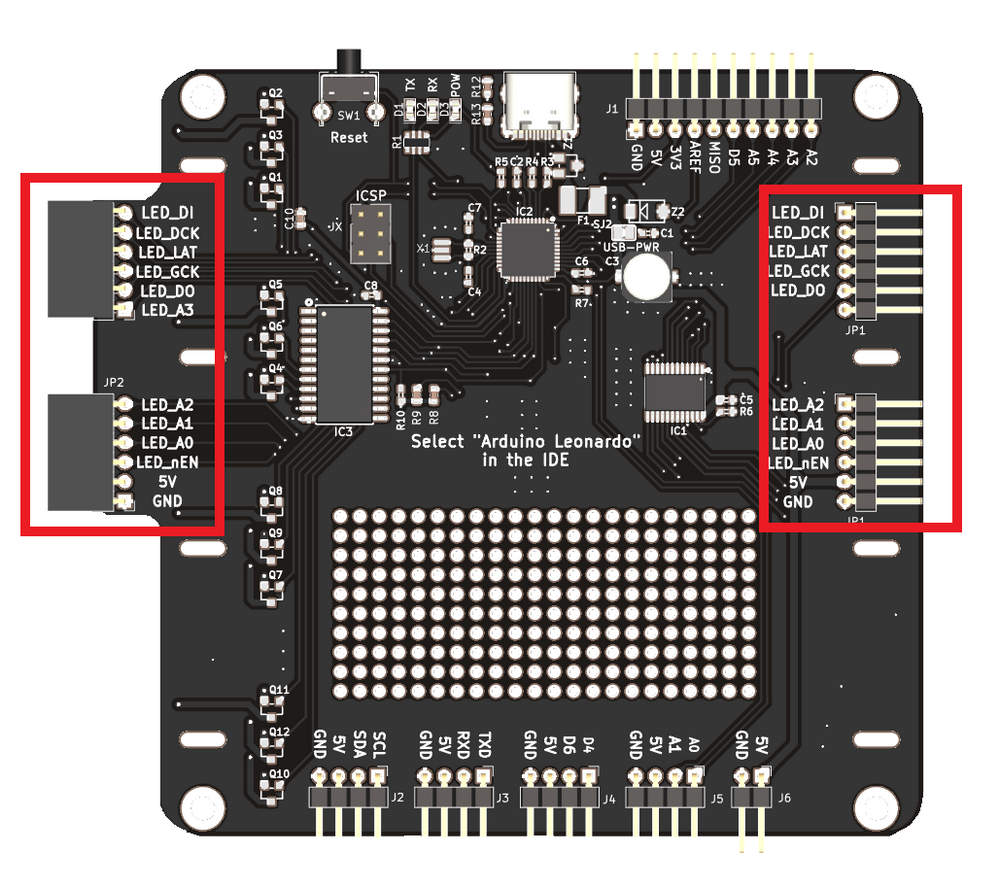 Q2
Q3
Q1
SW1
Reset
D1
TX
D2
RX
D3
POW
R1
R12
R13
J1
GND
5V
3V3
AREF
MISO
D5
A5
A4
A3
A2
R5
C2
R4
R3
IC2
F1
SJ2
Z2
C1
USB-PWR
C3
C6
R7
C7
R2
C4
X1
ICSP
JX
C10
C8
LED_DI
LED_DCK
LED_LAT
LED_GCK
LED_DO
LED_A3
JP2
LED_A2
LED_A1
LED_A0
LED_nEN
5V
GND
LED_DI
LED_DCK
LED_LAT
LED_GCK
LED_DO
JP1
LED_A2
LED_A1
LED_A0
LED_nEN
5V
GND
JP1
Q5
Q6
Q4
IC3
R10
R9
R8
IC1
C5
R6
Select "Arduino Leonardo"
in the IDE
Q8
Q9
Q7
Q11
Q12
Q10
GND
5V
SDA
SCL
J2
GND
5V
RXD
TXD
J3
GND
5V
D6
D4
J4
GND
5V
A1
A0
J5
GND
5V
J6